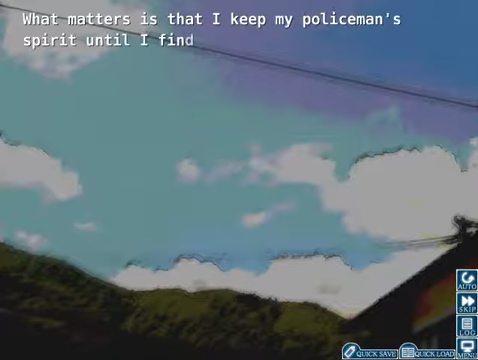 What matters is that I keep my policeman's
spirit until I find
AUTO
SKIP
LOG
MENU
QUICK SAVE
QUICK LOAD